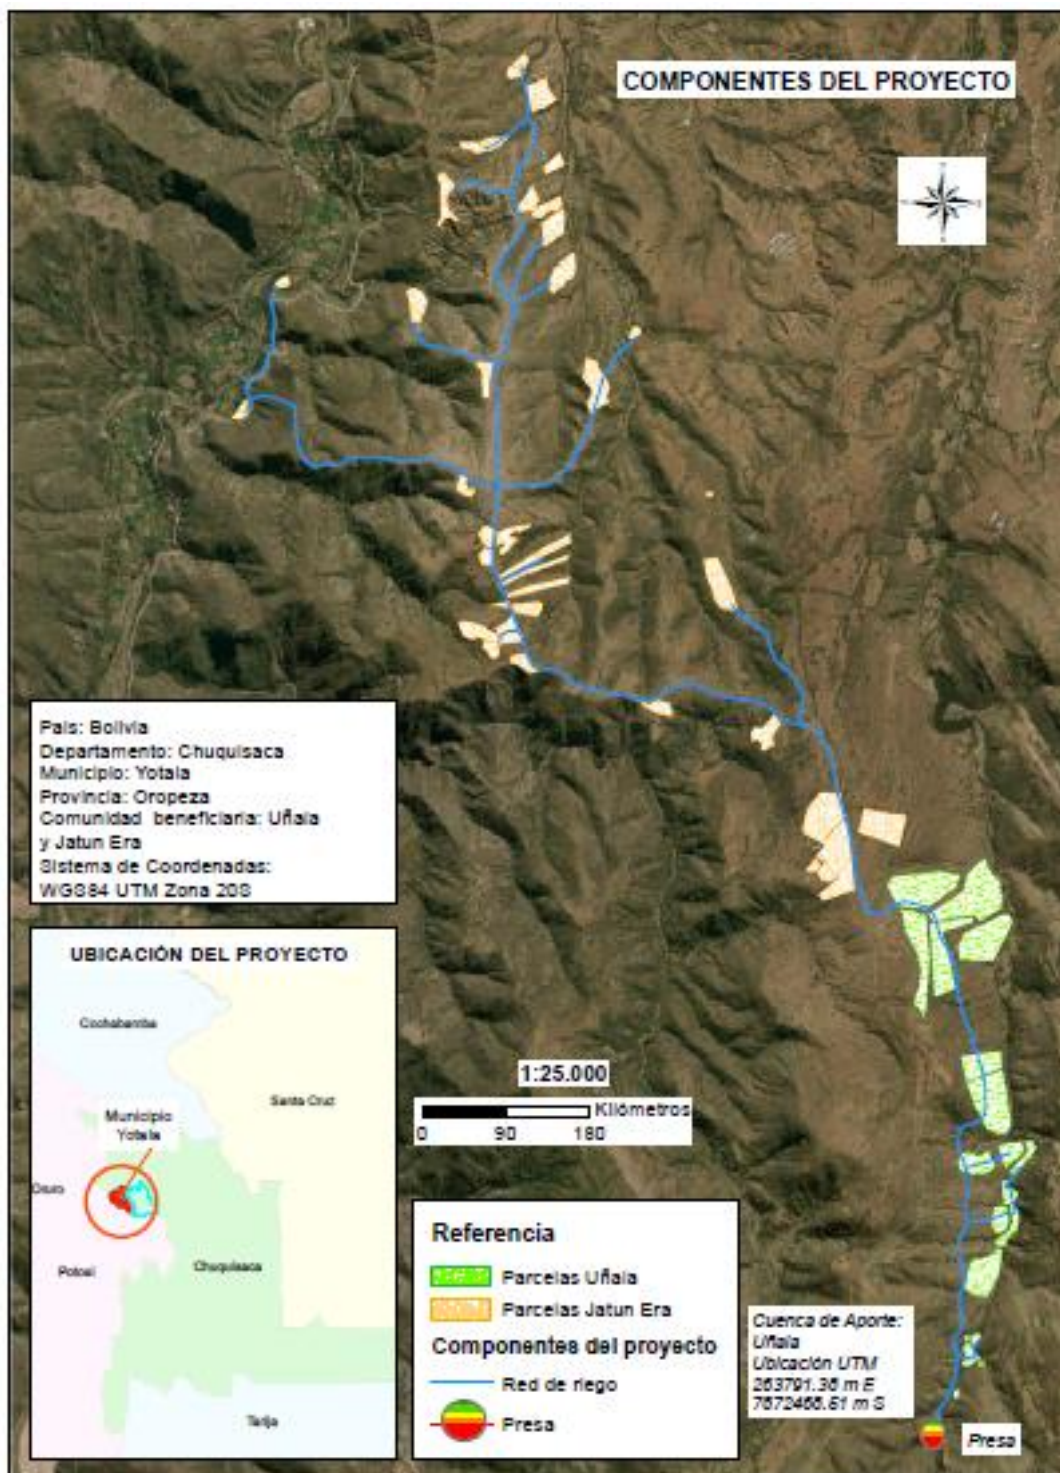 COMPONENTES DEL PROYECTO
País: Bolivia
Departamento: Chuquisaca
Municipio: Yotala
Provincia: Oropeza
Comunidad beneficiaria: Uñala
y Jatun Era
Sistema de Coordenadas:
WGS84 UTM Zona 20S
UBICACIÓN DEL PROYECTO
Cochabamba
Santa Cruz
Municipio
Yotala
Oruro
Potosí
Chuquisaca
Tarija
1:25.000
Kilómetros
0 90 180
Referencia
Parcelas Uñala
Parcelas Jatun Era
Componentes del proyecto
Red de riego
Presa
Cuenca de Aporte:
Uñala
Ubicación UTM
263791.36 m E
7872466.81 m S
Presa